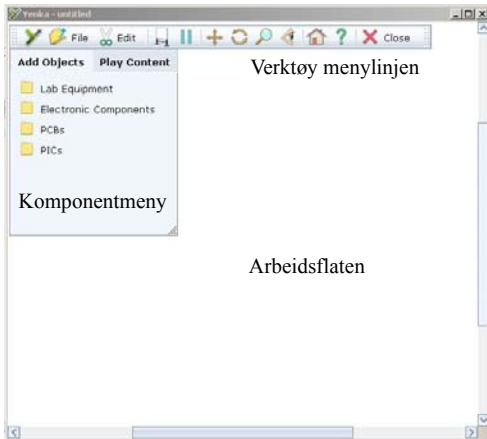 Yenka - untitled
File Edit Close
Add Objects Play Content
Verktøy menylinjen
Lab Equipment
Electronic Components
PCBs
PICs
Komponentmeny
Arbeidsflaten